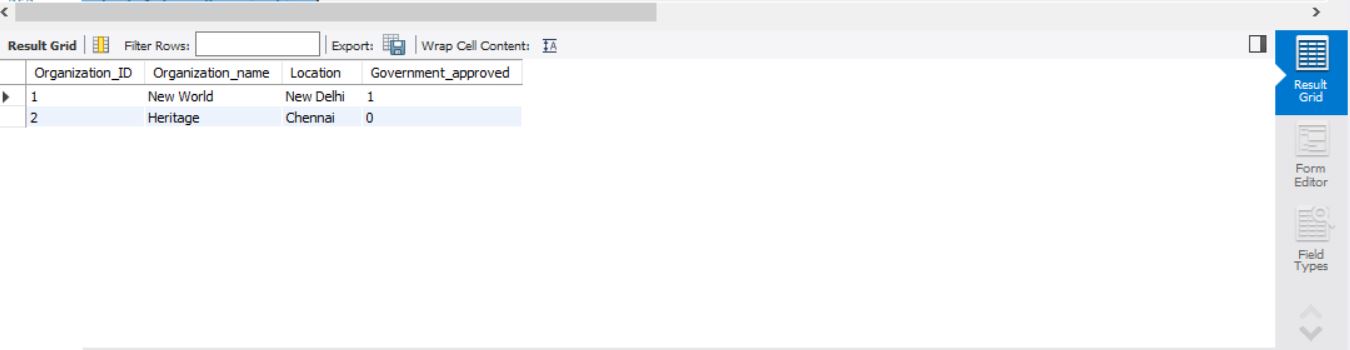 Result Grid Filter Rows: Export: Wrap Cell Content:
Organization_ID Organization_name Location Government_approved
1 New World New Delhi 1
2 Heritage Chennai 0
Result
Grid
Form
Editor
Field
Types